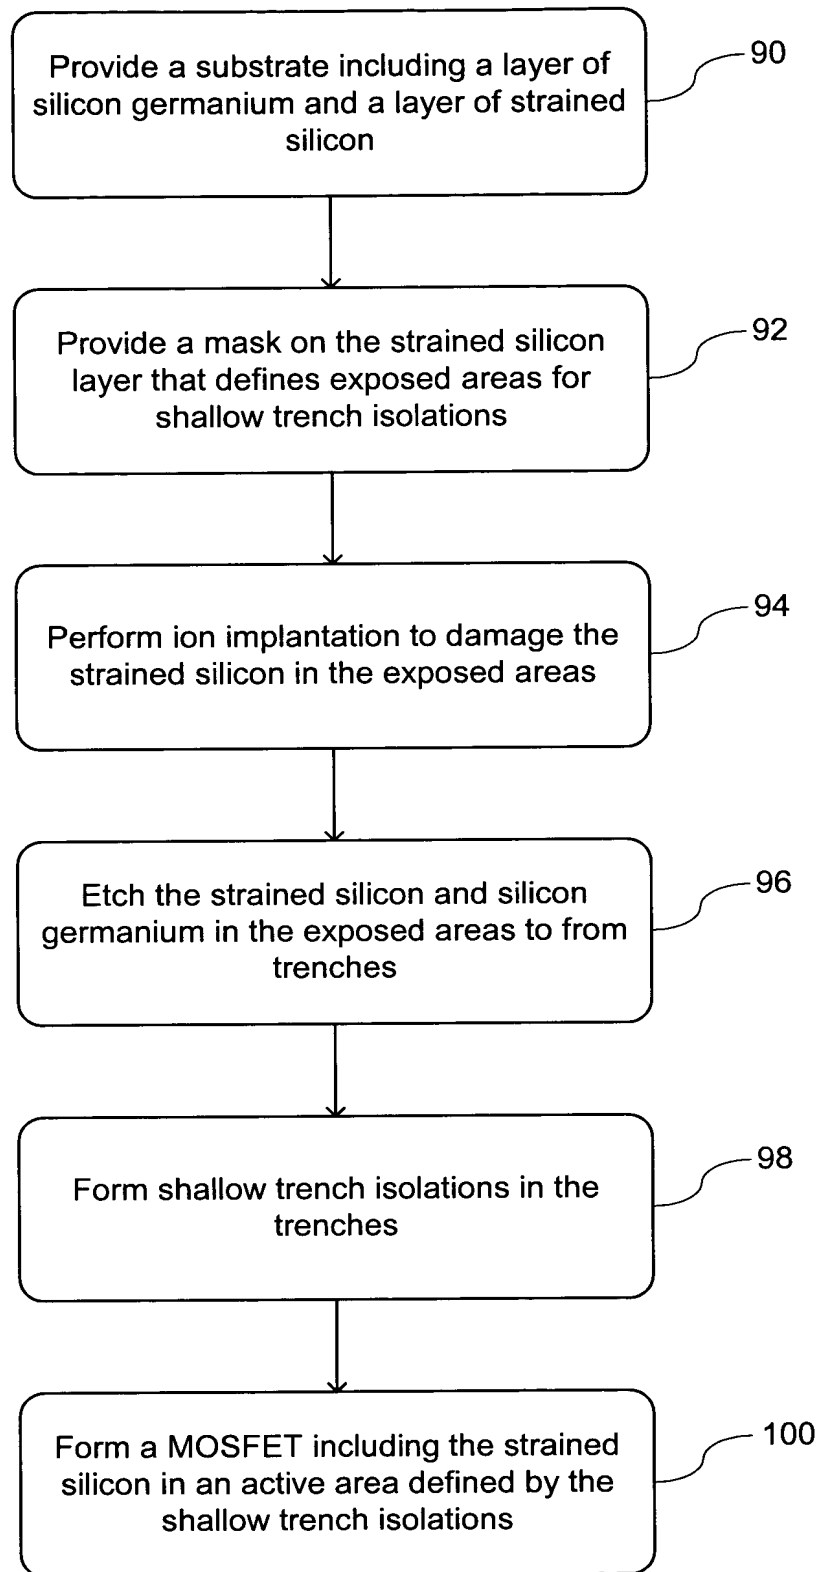 Provide a substrate including a layer of
silicon germanium and a layer of strained
silicon
90
Provide a mask on the strained silicon
layer that defines exposed areas for
shallow trench isolations
92
Perform ion implantation to damage the
strained silicon in the exposed areas
94
Etch the strained silicon and silicon
germanium in the exposed areas to from
trenches
96
Form shallow trench isolations in the
trenches
98
Form a MOSFET including the strained
silicon in an active area defined by the
shallow trench isolations
100